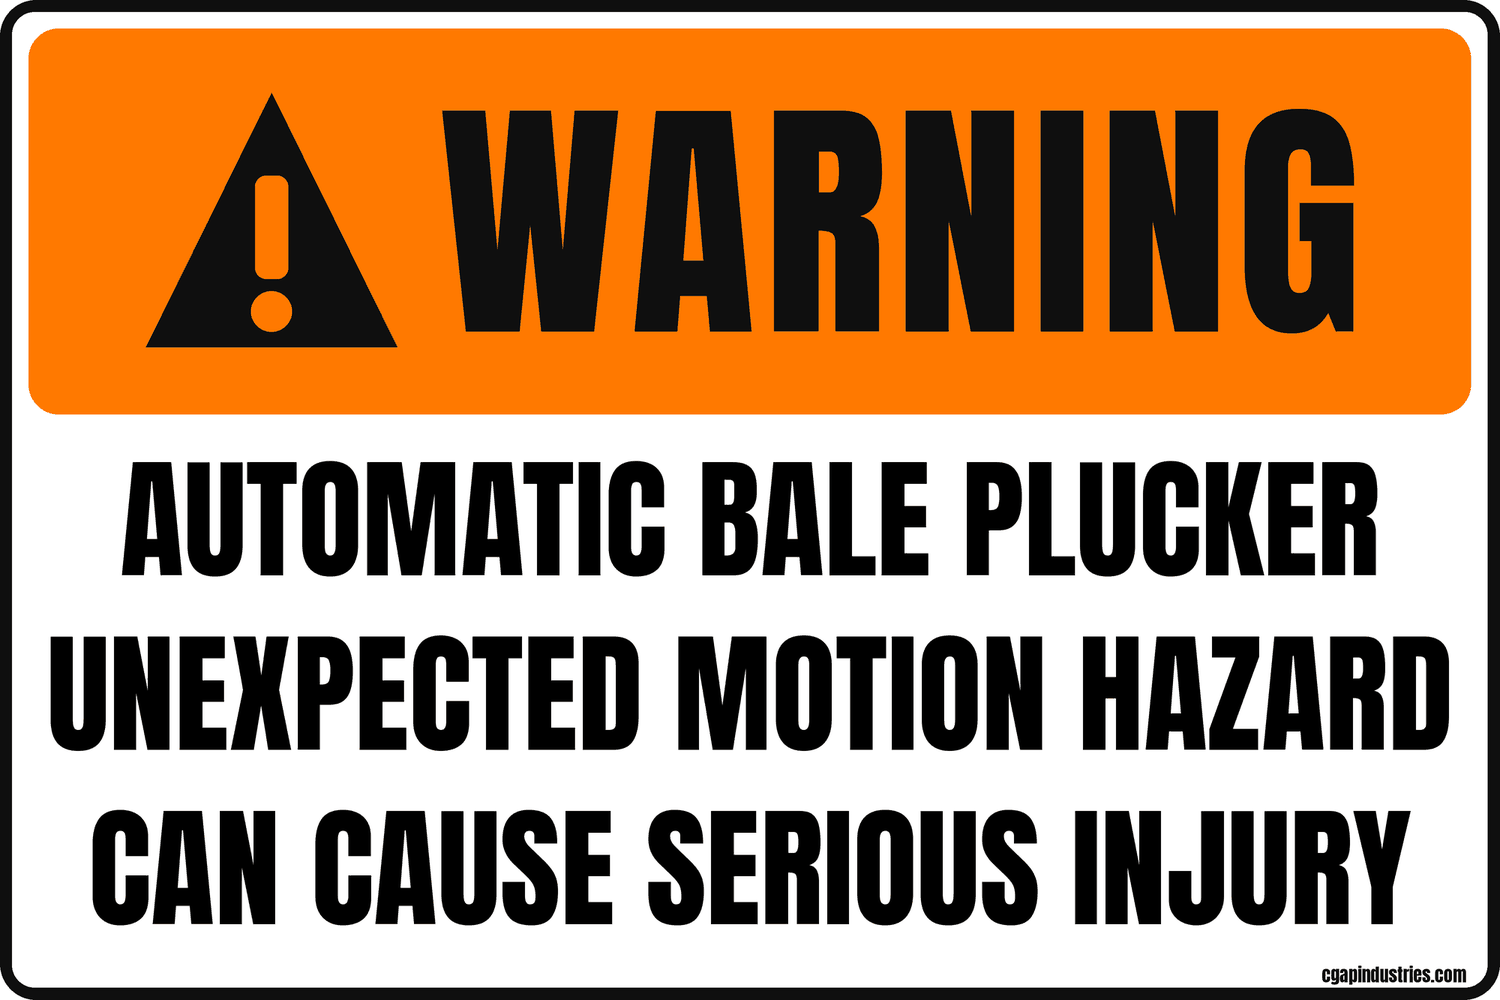 WARNING
AUTOMATIC BALE PLUCKER
UNEXPECTED MOTION HAZARD
CAN CAUSE SERIOUS INJURY
cgapindustries.com